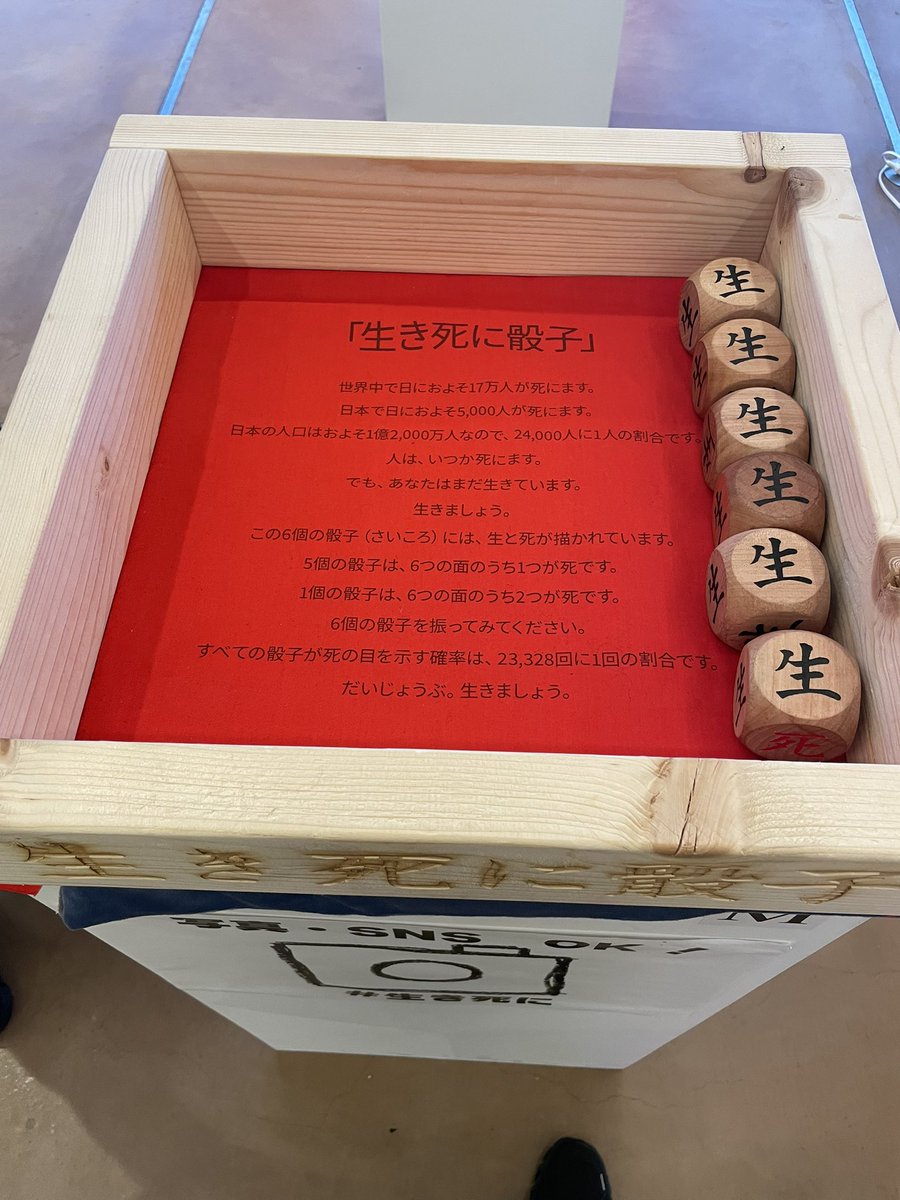 「生き死に骰子」
世界中で日におよそ17万人が死にます。
日本で日におよそ5,000人が死にます。
日本の人口はおよそ1億2,000万人なので、24,000人に1人の割合です。
人は、いつか死にます。
でも、あなたはまだ生きています。
生きましょう。
この6個の骰子（さいころ）には、生と死が描かれています。
5個の骰子は、6つの面のうち1つが死です。
1個の骰子は、6つの面のうち2つが死です。
6個の骰子を振ってみてください。
すべての骰子が死の目を示す確率は、23,328回に1回の割合です。
だいじょうぶ。生きましょう。
生
生
生
生
生
生
死
生き死に骰子
M
写真・SNS OK！
#生き死に